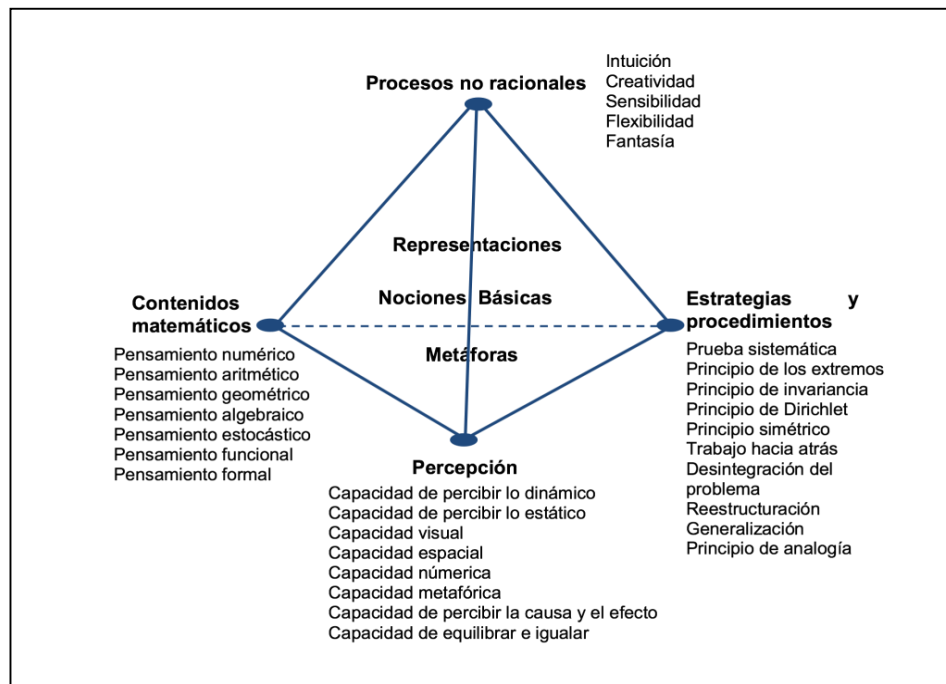 Procesos no racionales
Intuición
Creatividad
Sensibilidad
Flexibilidad
Fantasía
Representaciones
Nociones Básicas
Metáforas
Contenidos
matemáticos
Pensamiento numérico
Pensamiento aritmético
Pensamiento geométrico
Pensamiento algebraico
Pensamiento estocástico
Pensamiento funcional
Pensamiento formal
Estrategias y
procedimientos
Prueba sistemática
Principio de los extremos
Principio de invariancia
Principio de Dirichlet
Principio simétrico
Trabajo hacia atrás
Desintegración del
problema
Reestructuración
Generalización
Principio de analogía
Percepción
Capacidad de percibir lo dinámico
Capacidad de percibir lo estático
Capacidad visual
Capacidad espacial
Capacidad númerica
Capacidad metafórica
Capacidad de percibir la causa y el efecto
Capacidad de equilibrar e igualar